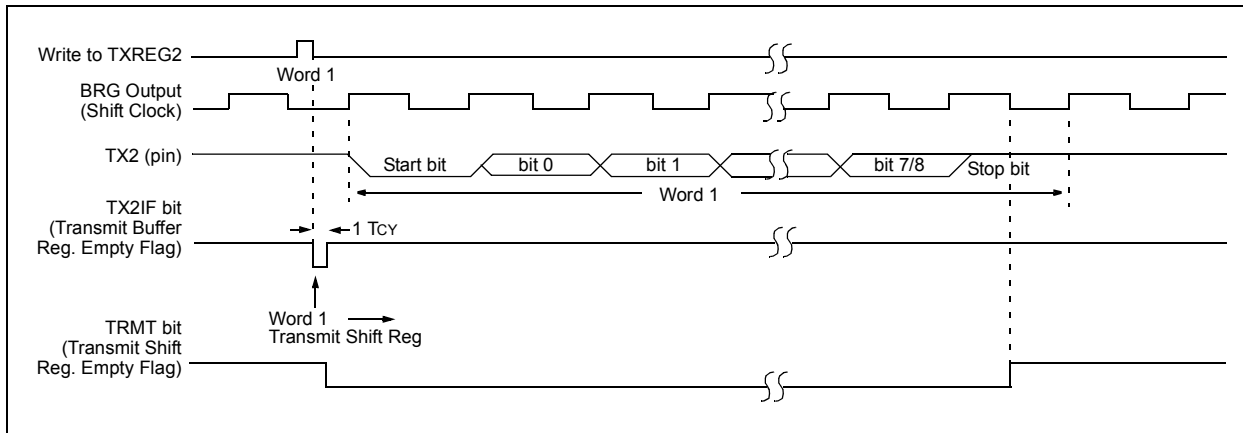 Write to TXREG2
Word 1
BRG Output
(Shift Clock)
TX2 (pin)
Start bit
bit 0
bit 1
bit 7/8
Stop bit
Word 1
TX2IF bit
(Transmit Buffer
Reg. Empty Flag)
1 TCY
Word 1
Transmit Shift Reg
TRMT bit
(Transmit Shift
Reg. Empty Flag)